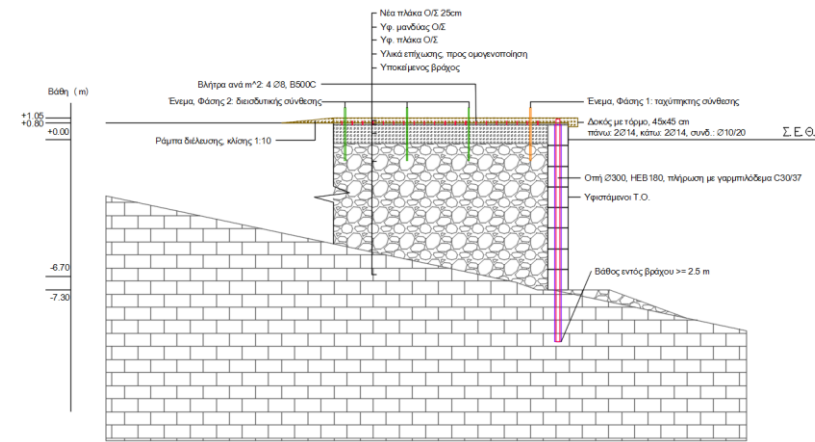 Νέα πλάκα Ο/Σ 25cm
Υφ. μανδύας Ο/Σ
Υφ. πλάκα Ο/Σ
Υλικά επίχωσης, προς ομογενοποίηση
Υποκείμενος βράχος
Βάθη (m)
Βλήτρα ανά m^2: 4 Ø8, B500C
Ένεμα, Φάσης 2: διεισδυτικής σύνθεσης
Ένεμα, Φάσης 1: ταχύπηκτης σύνθεσης
+1.05
+0.80
+0.00
Δοκός με τόρμο, 45x45 cm
πάνω: 2Ø14, κάτω: 2Ø14, συνδ.: Ø10/20
Σ.Ε.Θ.
Ράμπα διέλευσης, κλίσης 1:10
Οπή Ø300, HEB180, πλήρωση με γαρμπιλόδεμα C30/37
Υφιστάμενοι Τ.Ο.
-6.70
-7.30
Βάθος εντός βράχου >= 2.5 m